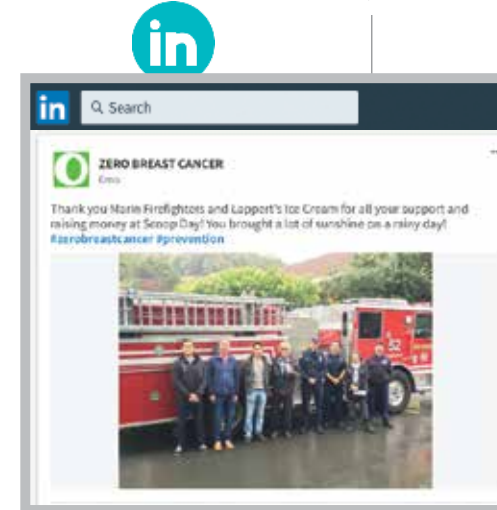 in
in Search
ZERO BREAST CANCER
Thank you Marin Firefighters and Lappert's Ice Cream for all your support and
raising money at Scoop Day! You brought a lot of sunshine on a rainy day!
#zerobreastcancer #prevention
52